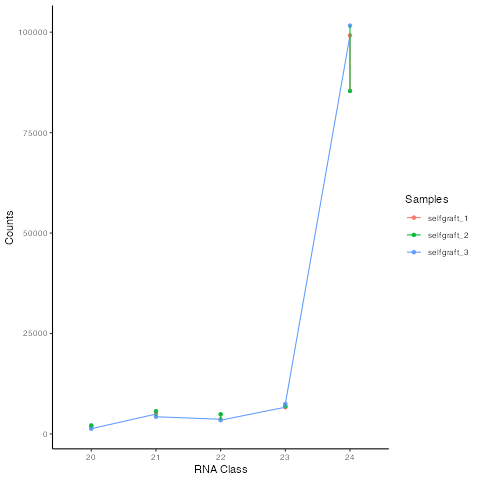 100000
75000
50000
25000
0
Counts
20 21 22 23 24
RNA Class
Samples
selfgraft_1
selfgraft_2
selfgraft_3